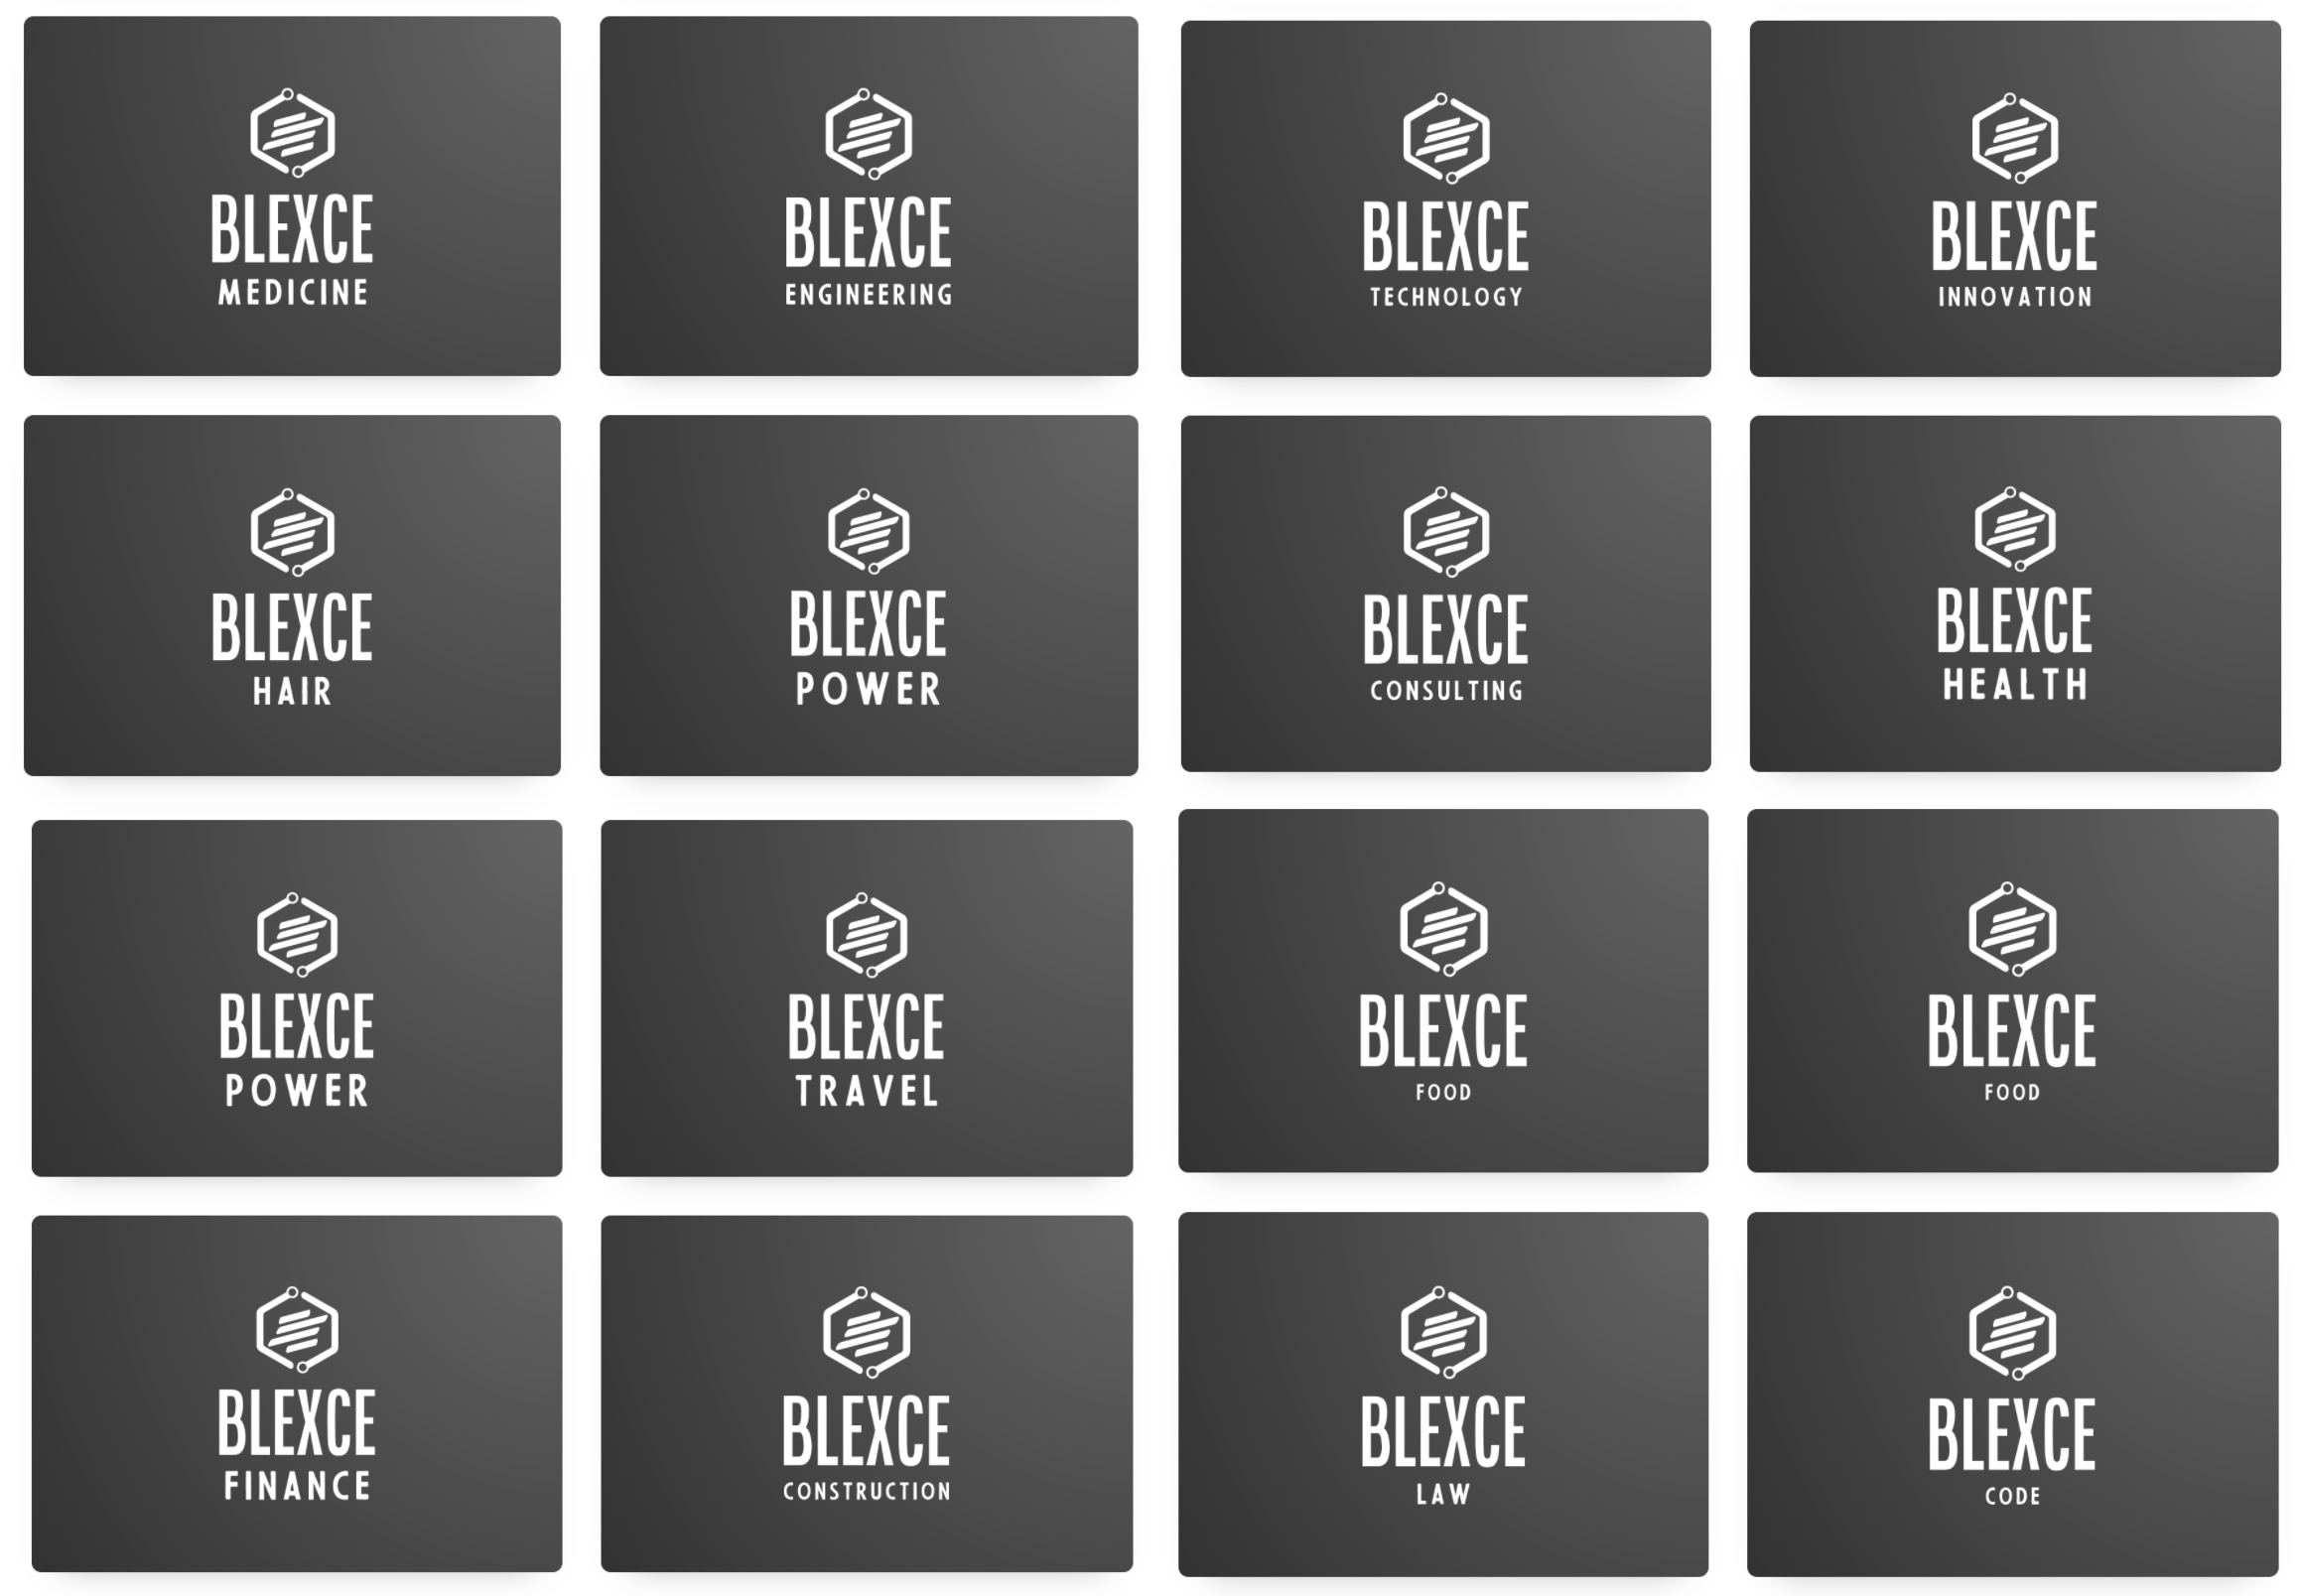 BLEXCE
MEDICINE
BLEXCE
ENGINEERING
BLEXCE
TECHNOLOGY
BLEXCE
INNOVATION
BLEXCE
HAIR
BLEXCE
POWER
BLEXCE
CONSULTING
BLEXCE
HEALTH
BLEXCE
POWER
BLEXCE
TRAVEL
BLEXCE
FOOD
BLEXCE
FOOD
BLEXCE
FINANCE
BLEXCE
CONSTRUCTION
BLEXCE
LAW
BLEXCE
CODE